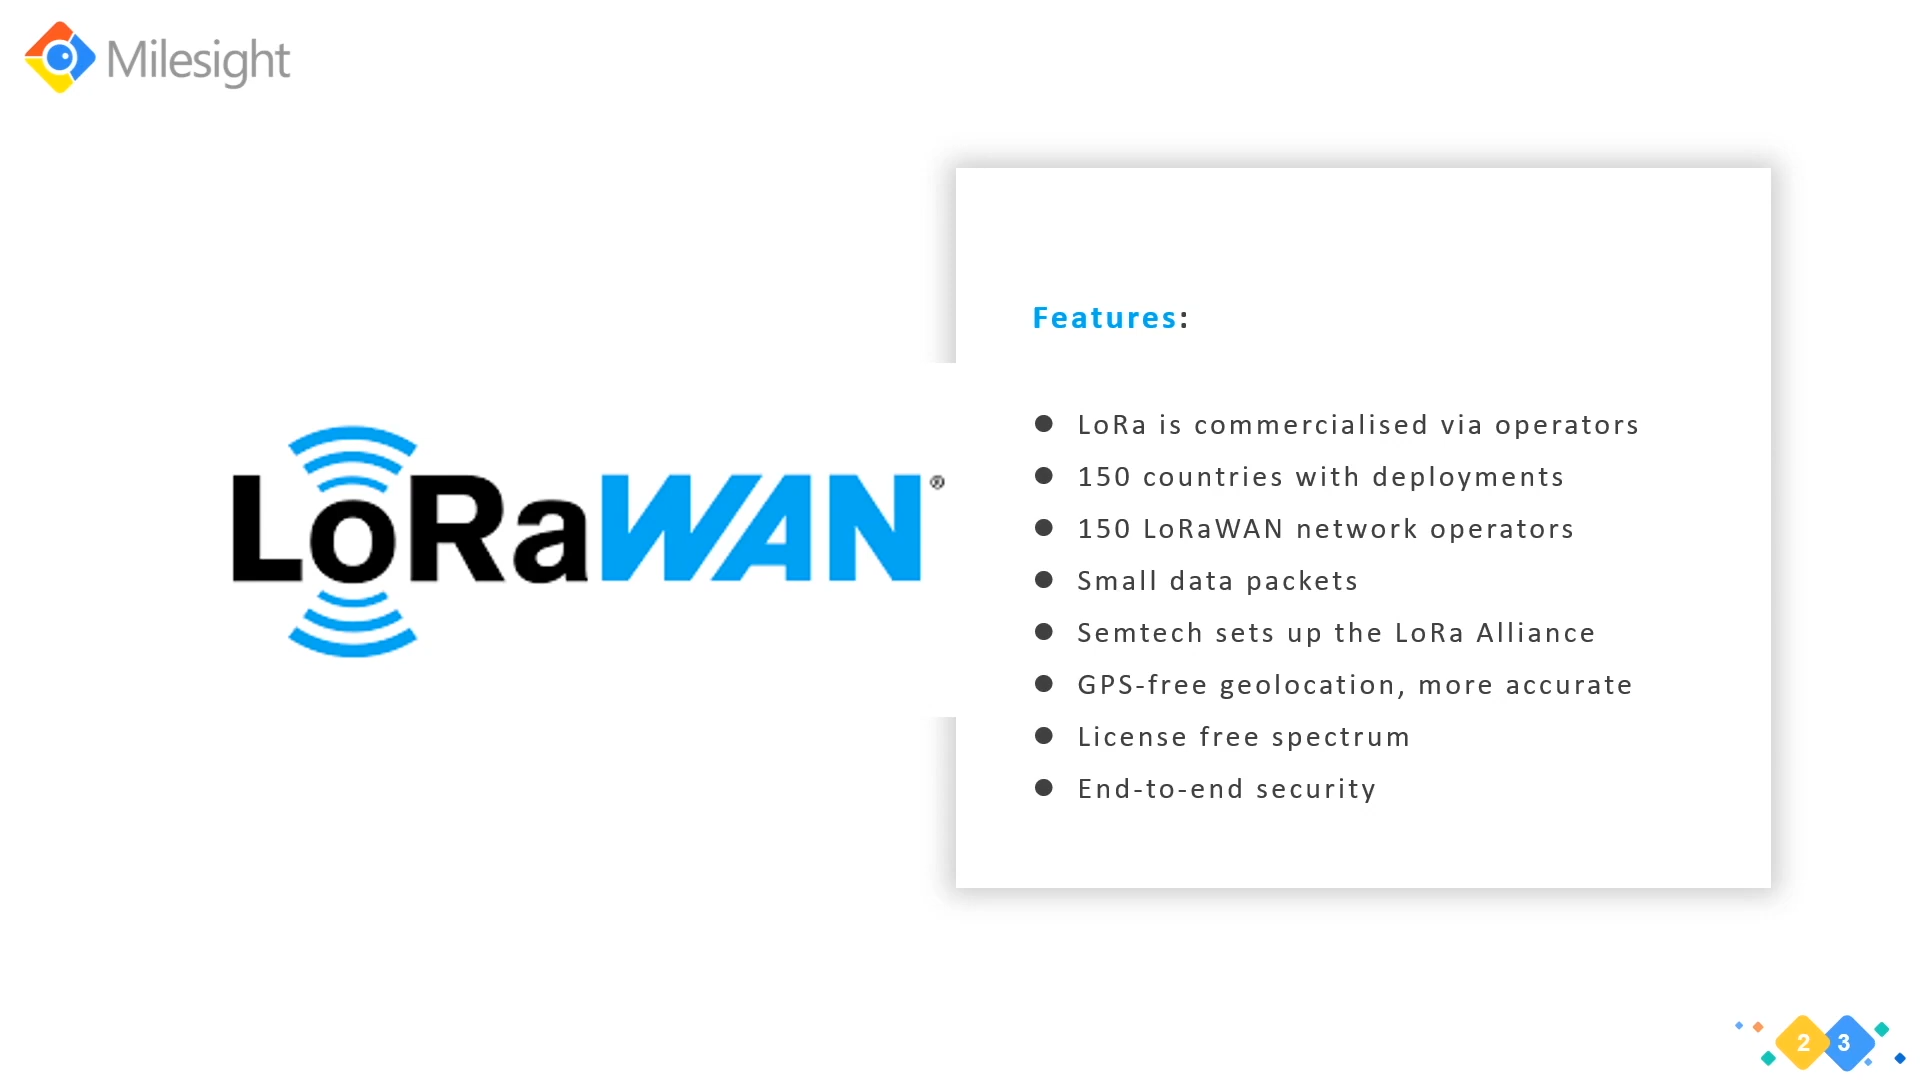 Milesight
LoRaWAN®
Features:
● LoRa is commercialised via operators
● 150 countries with deployments
● 150 LoRaWAN network operators
● Small data packets
● Semtech sets up the LoRa Alliance
● GPS-free geolocation, more accurate
● License free spectrum
● End-to-end security
2 3